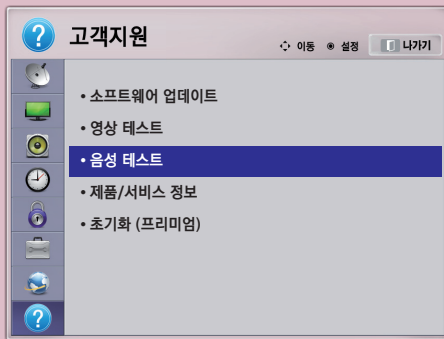 고객지원
이동 설정 나가기
• 소프트웨어 업데이트
• 영상 테스트
• 음성 테스트
• 제품/서비스 정보
• 초기화 (프리미엄)